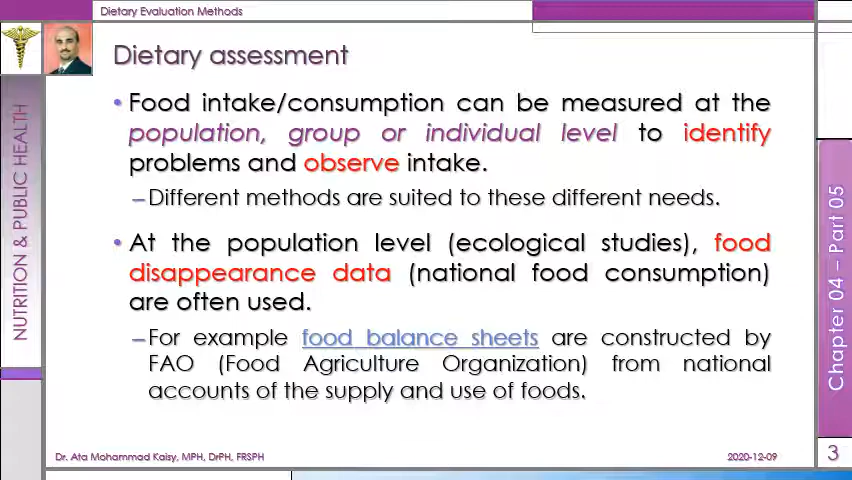 Dietary Evaluation Methods
Dietary assessment
• Food intake/consumption can be measured at the
population, group or individual level to identify
problems and observe intake.
– Different methods are suited to these different needs.
• At the population level (ecological studies), food
disappearance data (national food consumption)
are often used.
– For example food balance sheets are constructed by
FAO (Food Agriculture Organization) from national
accounts of the supply and use of foods.
NUTRITION & PUBLIC HEALTH
Chapter 04 – Part 05
Dr. Ata Mohammad Kaisy, MPH, DrPH, FRSPH
2020-12-09
3